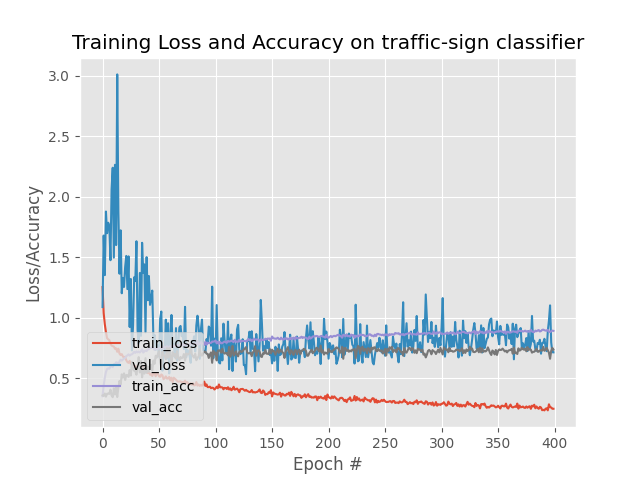 Training Loss and Accuracy on traffic-sign classifier
3.0
2.5
2.0
1.5
1.0
0.5
Loss/Accuracy
train_loss
val_loss
train_acc
val_acc
0
50
100
150
200
250
300
350
400
Epoch #